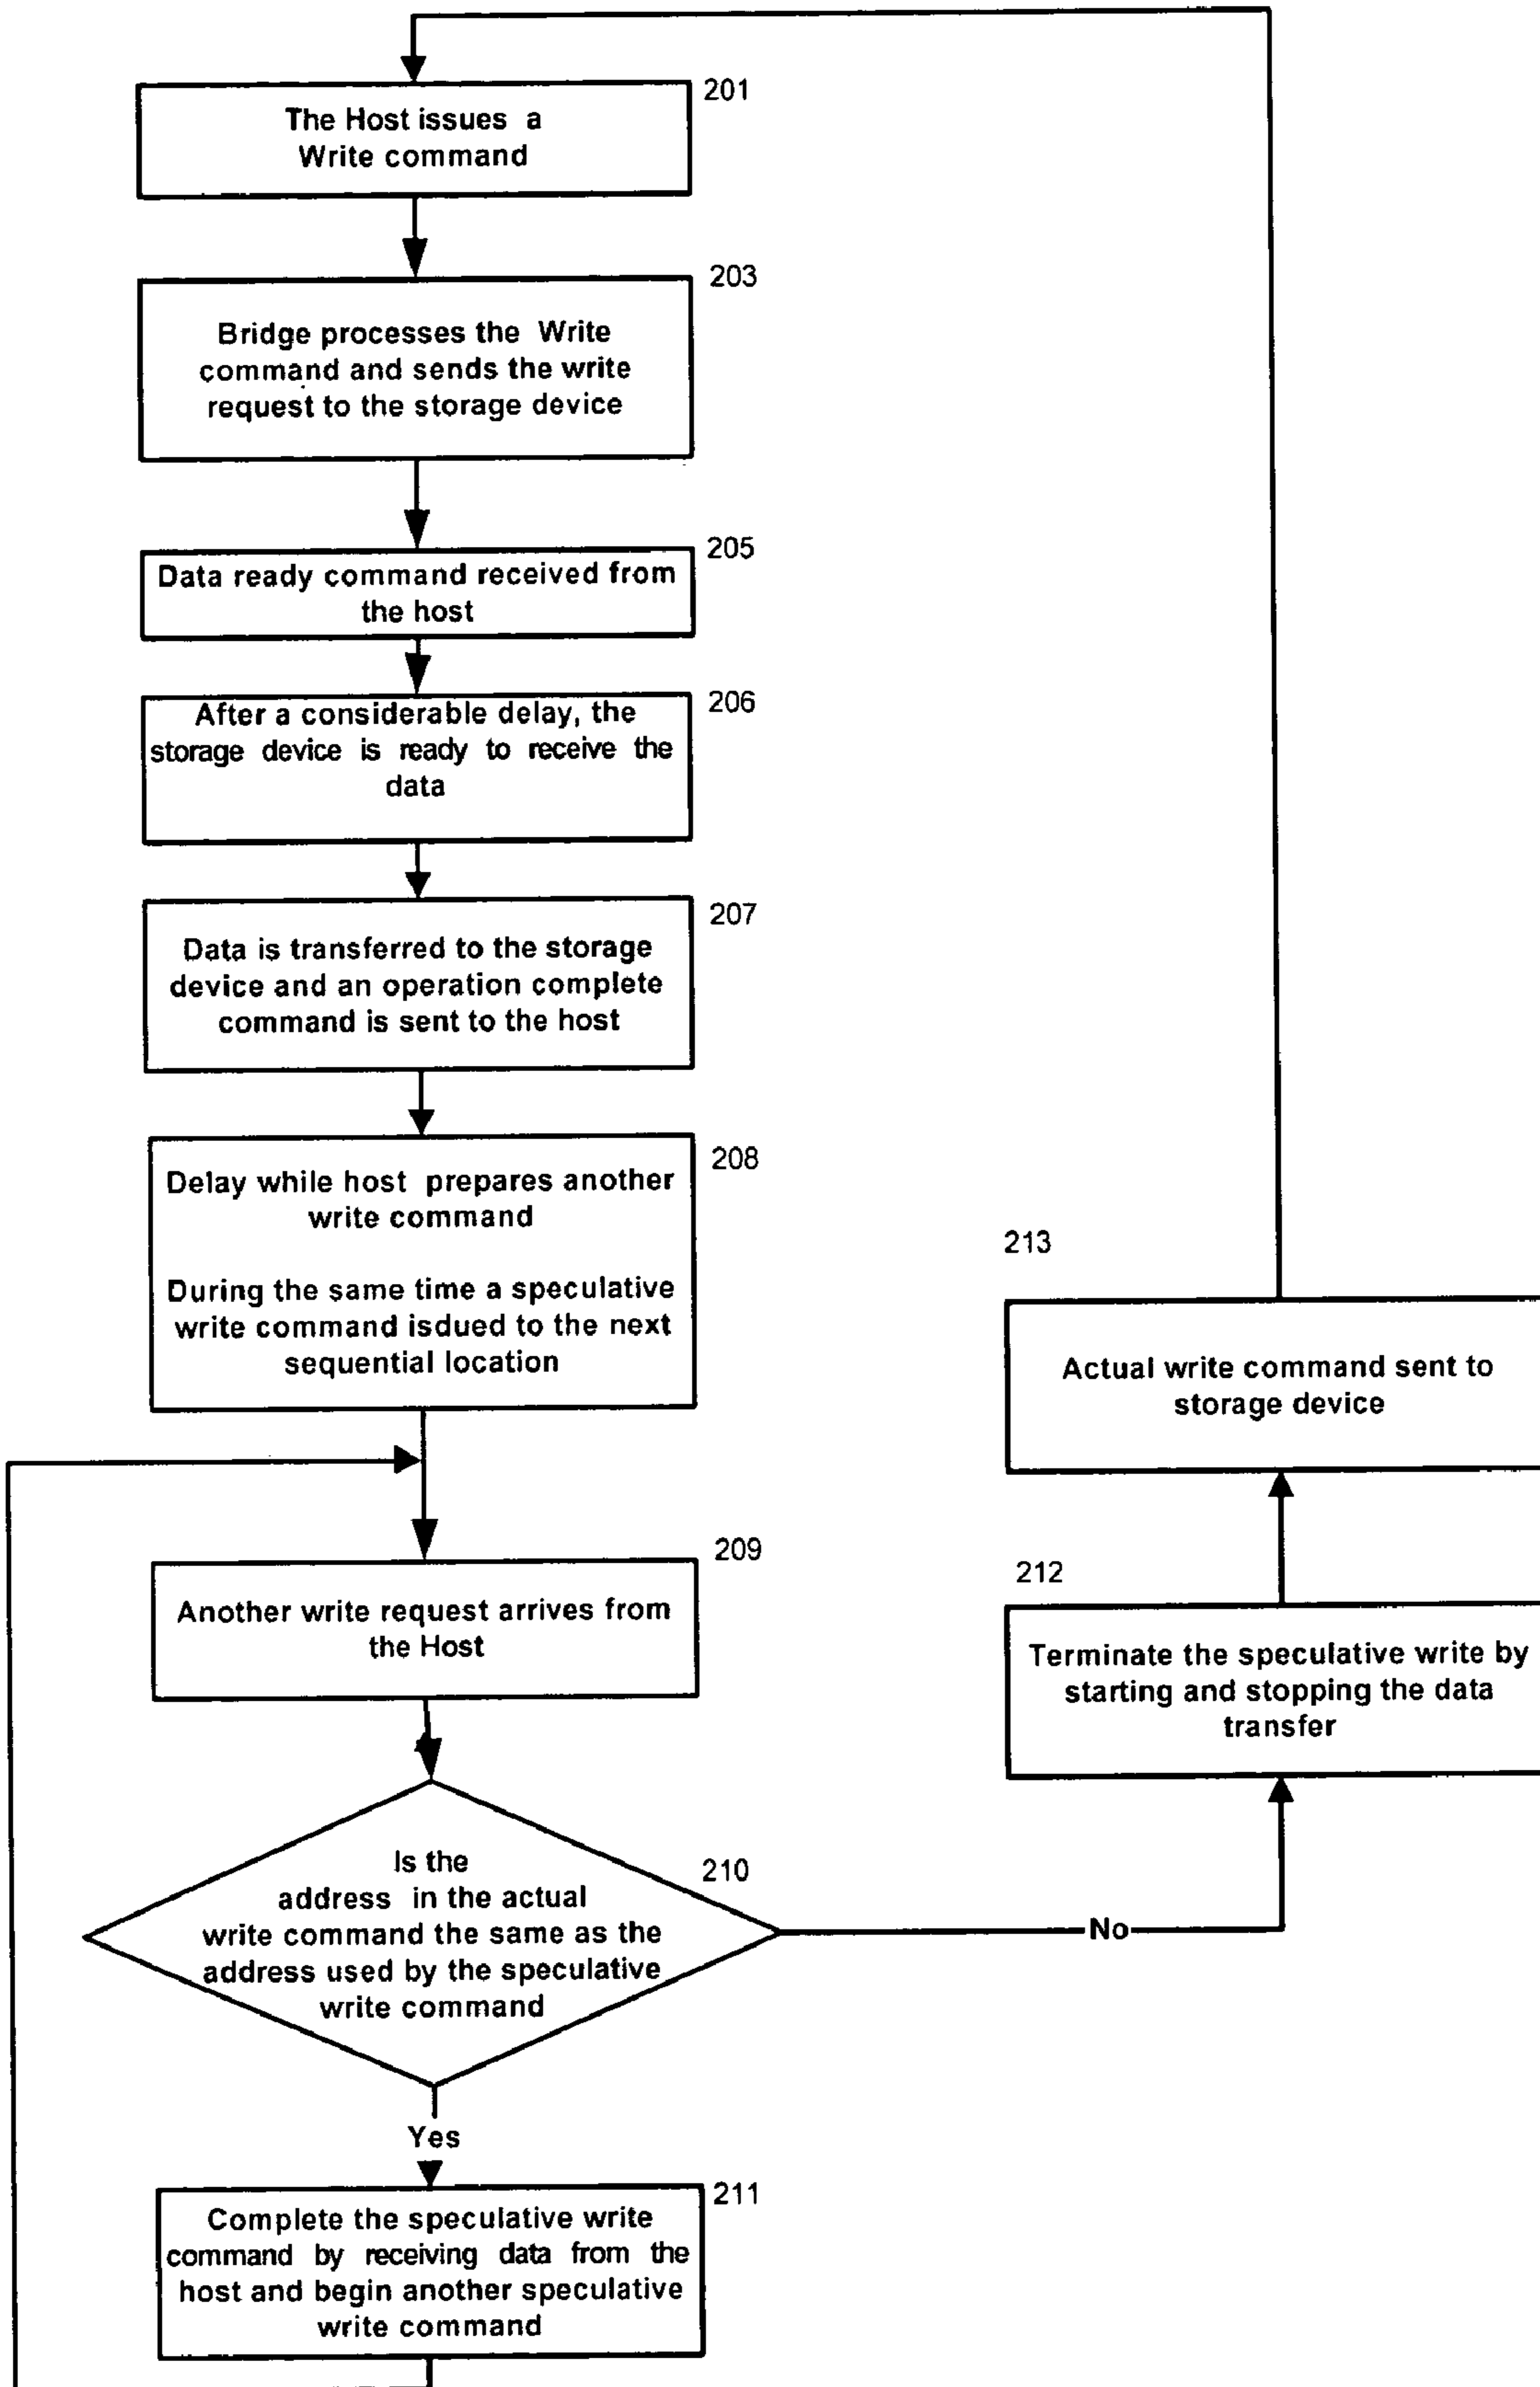 201
The Host issues a
Write command
203
Bridge processes the Write
command and sends the write
request to the storage device
205
Data ready command received from
the host
206
After a considerable delay, the
storage device is ready to receive the
data
207
Data is transferred to the storage
device and an operation complete
command is sent to the host
208
Delay while host prepares another
write command
During the same time a speculative
write command isdued to the next
sequential location
209
Another write request arrives from
the Host
210
Is the
address in the actual
write command the same as the
address used by the speculative
write command
No
Yes
211
Complete the speculative write
command by receiving data from the
host and begin another speculative
write command
212
Terminate the speculative write by
starting and stopping the data
transfer
213
Actual write command sent to
storage device